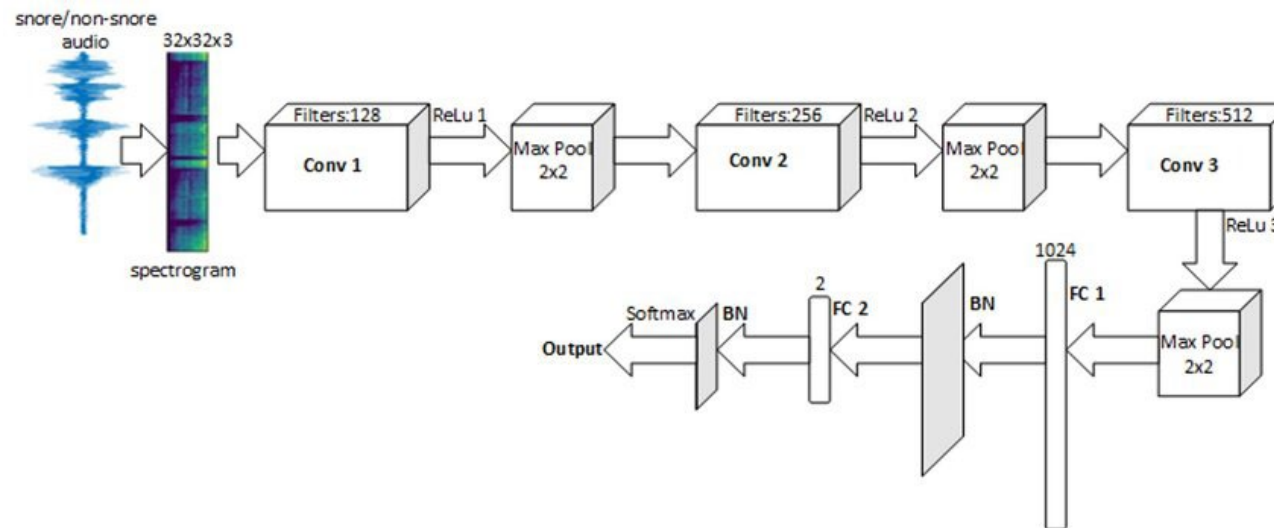 snore/non-snore
audio
32x32x3
spectrogram
Filters:128
Conv 1
ReLu 1
Max Pool
2x2
Filters:256
Conv 2
ReLu 2
Max Pool
2x2
Filters:512
Conv 3
ReLu 3
Max Pool
2x2
1024
FC 1
BN
2
FC 2
BN
Softmax
Output